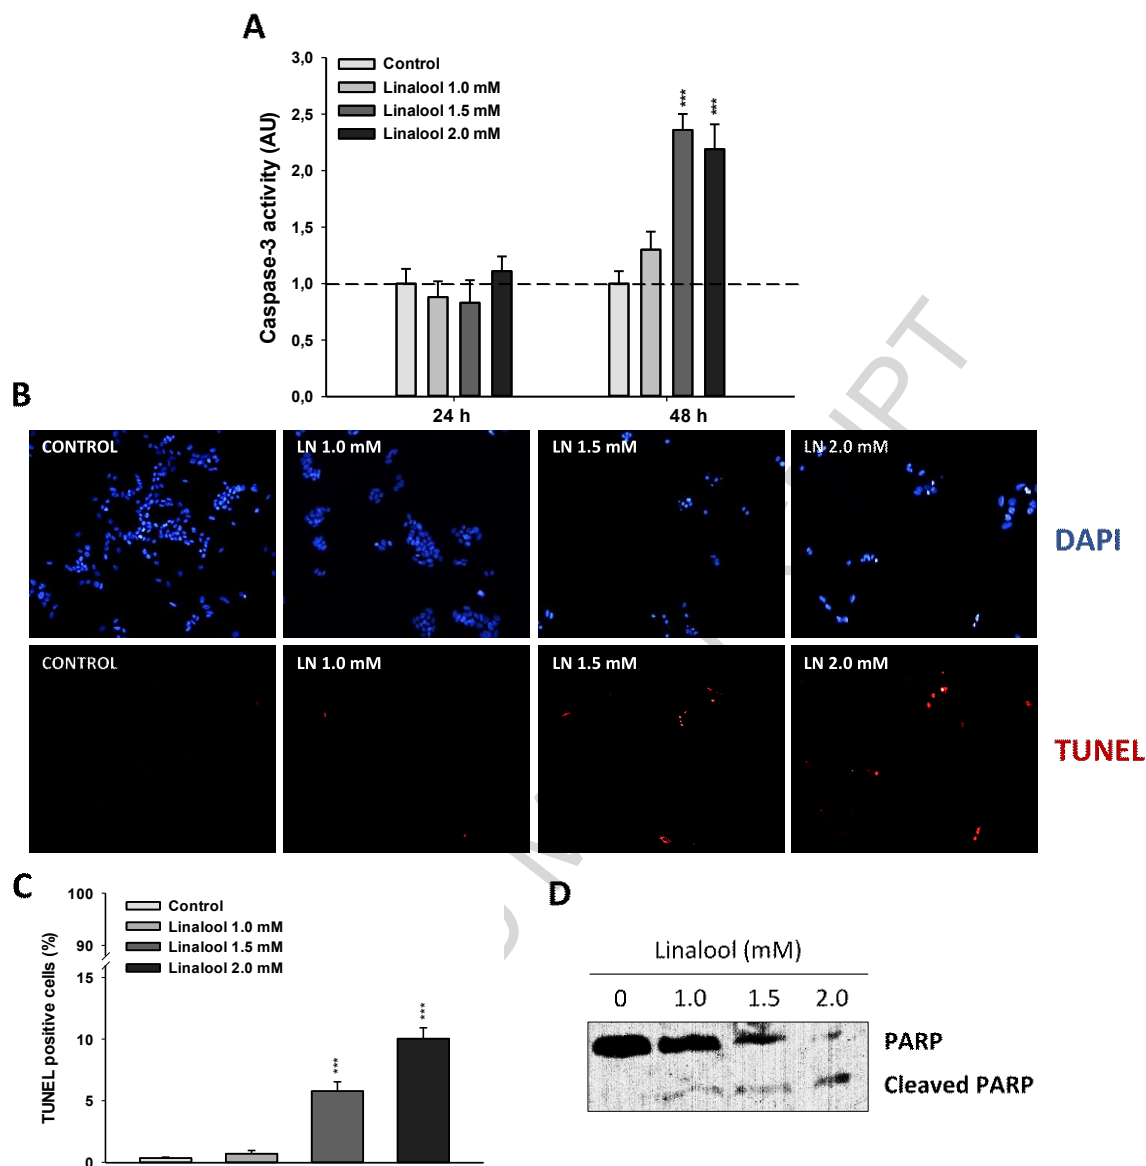 A
Caspase-3 activity (AU)
3,0
2,5
2,0
1,5
1,0
0,5
0,0
Control
Linalool 1.0 mM
Linalool 1.5 mM
Linalool 2.0 mM
***
***
24 h
48 h
B
CONTROL
LN 1.0 mM
LN 1.5 mM
LN 2.0 mM
DAPI
CONTROL
LN 1.0 mM
LN 1.5 mM
LN 2.0 mM
TUNEL
C
TUNEL positive cells (%)
100
90
15
10
5
0
Control
Linalool 1.0 mM
Linalool 1.5 mM
Linalool 2.0 mM
***
***
D
Linalool (mM)
0 1.0 1.5 2.0
PARP
Cleaved PARP